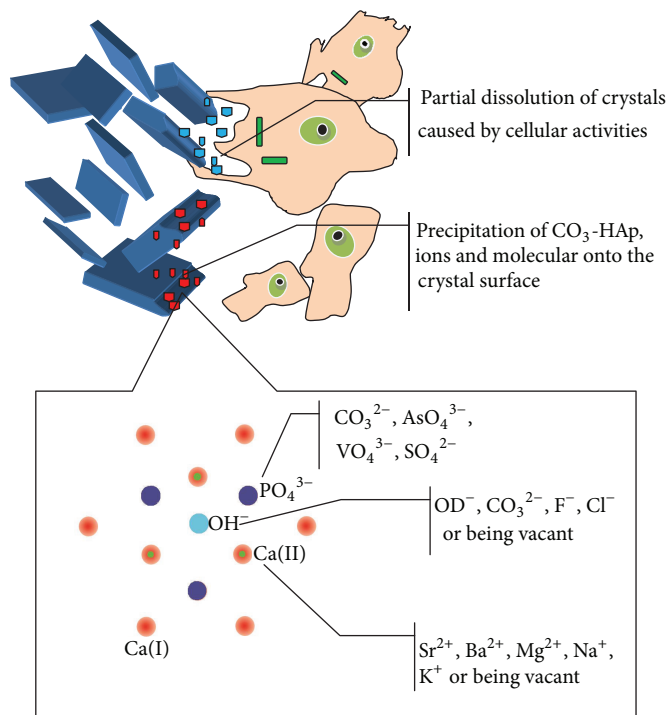 Partial dissolution of crystals
caused by cellular activities
Precipitation of CO₃-HAp,
ions and molecular onto the
crystal surface
CO₃²⁻, AsO₄³⁻,
VO₄³⁻, SO₄²⁻
PO₄³⁻
OD⁻, CO₃²⁻, F⁻, Cl⁻
or being vacant
OH⁻
Ca(II)
Ca(I)
Sr²⁺, Ba²⁺, Mg²⁺, Na⁺,
K⁺ or being vacant